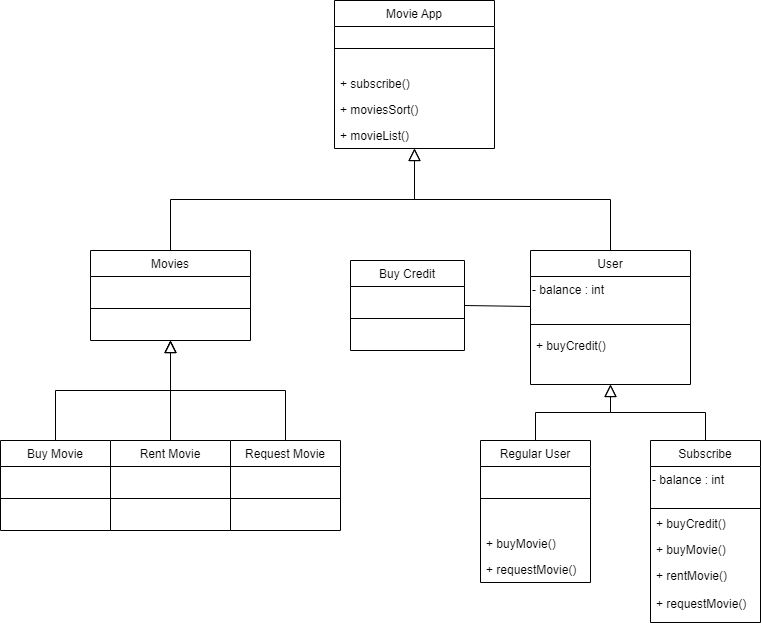 Movie App
+ subscribe()
+ moviesSort()
+ movieList()
Movies
Buy Credit
User
- balance : int
+ buyCredit()
Buy Movie
Rent Movie
Request Movie
Regular User
+ buyMovie()
+ requestMovie()
Subscribe
- balance : int
+ buyCredit()
+ buyMovie()
+ rentMovie()
+ requestMovie()